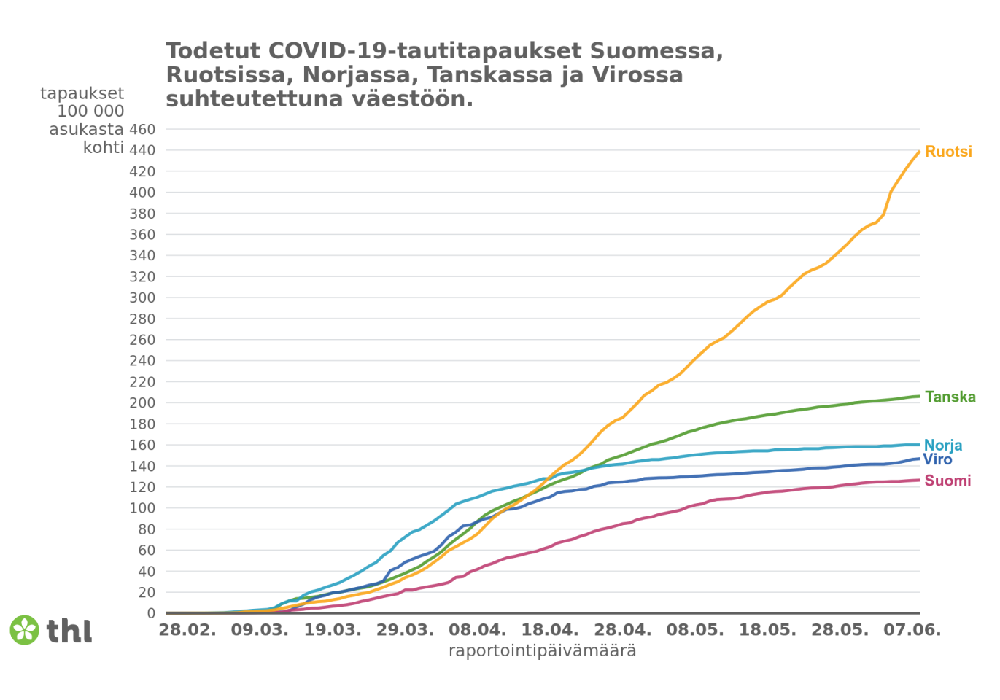 Todetut COVID-19-tautitapaukset Suomessa,
Ruotsissa, Norjassa, Tanskassa ja Virossa
suhteutettuna väestöön.
tapaukset
100 000
asukasta
kohti
460
440
420
400
380
360
340
320
300
280
260
240
220
200
180
160
140
120
100
80
60
40
20
0
Ruotsi
Tanska
Norja
Viro
Suomi
28.02. 09.03. 19.03. 29.03. 08.04. 18.04. 28.04. 08.05. 18.05. 28.05. 07.06.
raportointipäivämäärä
thl